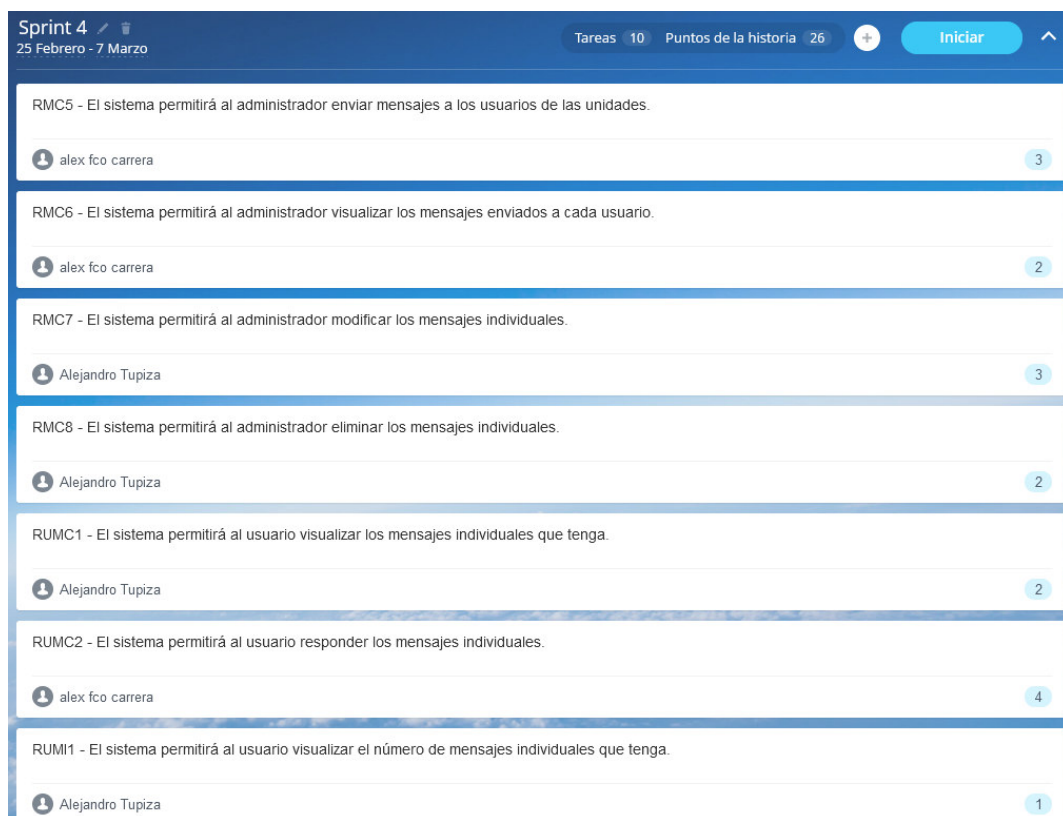 Sprint 4
25 Febrero - 7 Marzo
Tareas 10 Puntos de la historia 26 + Iniciar
RMC5 - El sistema permitirá al administrador enviar mensajes a los usuarios de las unidades.
alex fco carrera 3
RMC6 - El sistema permitirá al administrador visualizar los mensajes enviados a cada usuario.
alex fco carrera 2
RMC7 - El sistema permitirá al administrador modificar los mensajes individuales.
Alejandro Tupiza 3
RMC8 - El sistema permitirá al administrador eliminar los mensajes individuales.
Alejandro Tupiza 2
RUMC1 - El sistema permitirá al usuario visualizar los mensajes individuales que tenga.
Alejandro Tupiza 2
RUMC2 - El sistema permitirá al usuario responder los mensajes individuales.
alex fco carrera 4
RUMI1 - El sistema permitirá al usuario visualizar el número de mensajes individuales que tenga.
Alejandro Tupiza 1